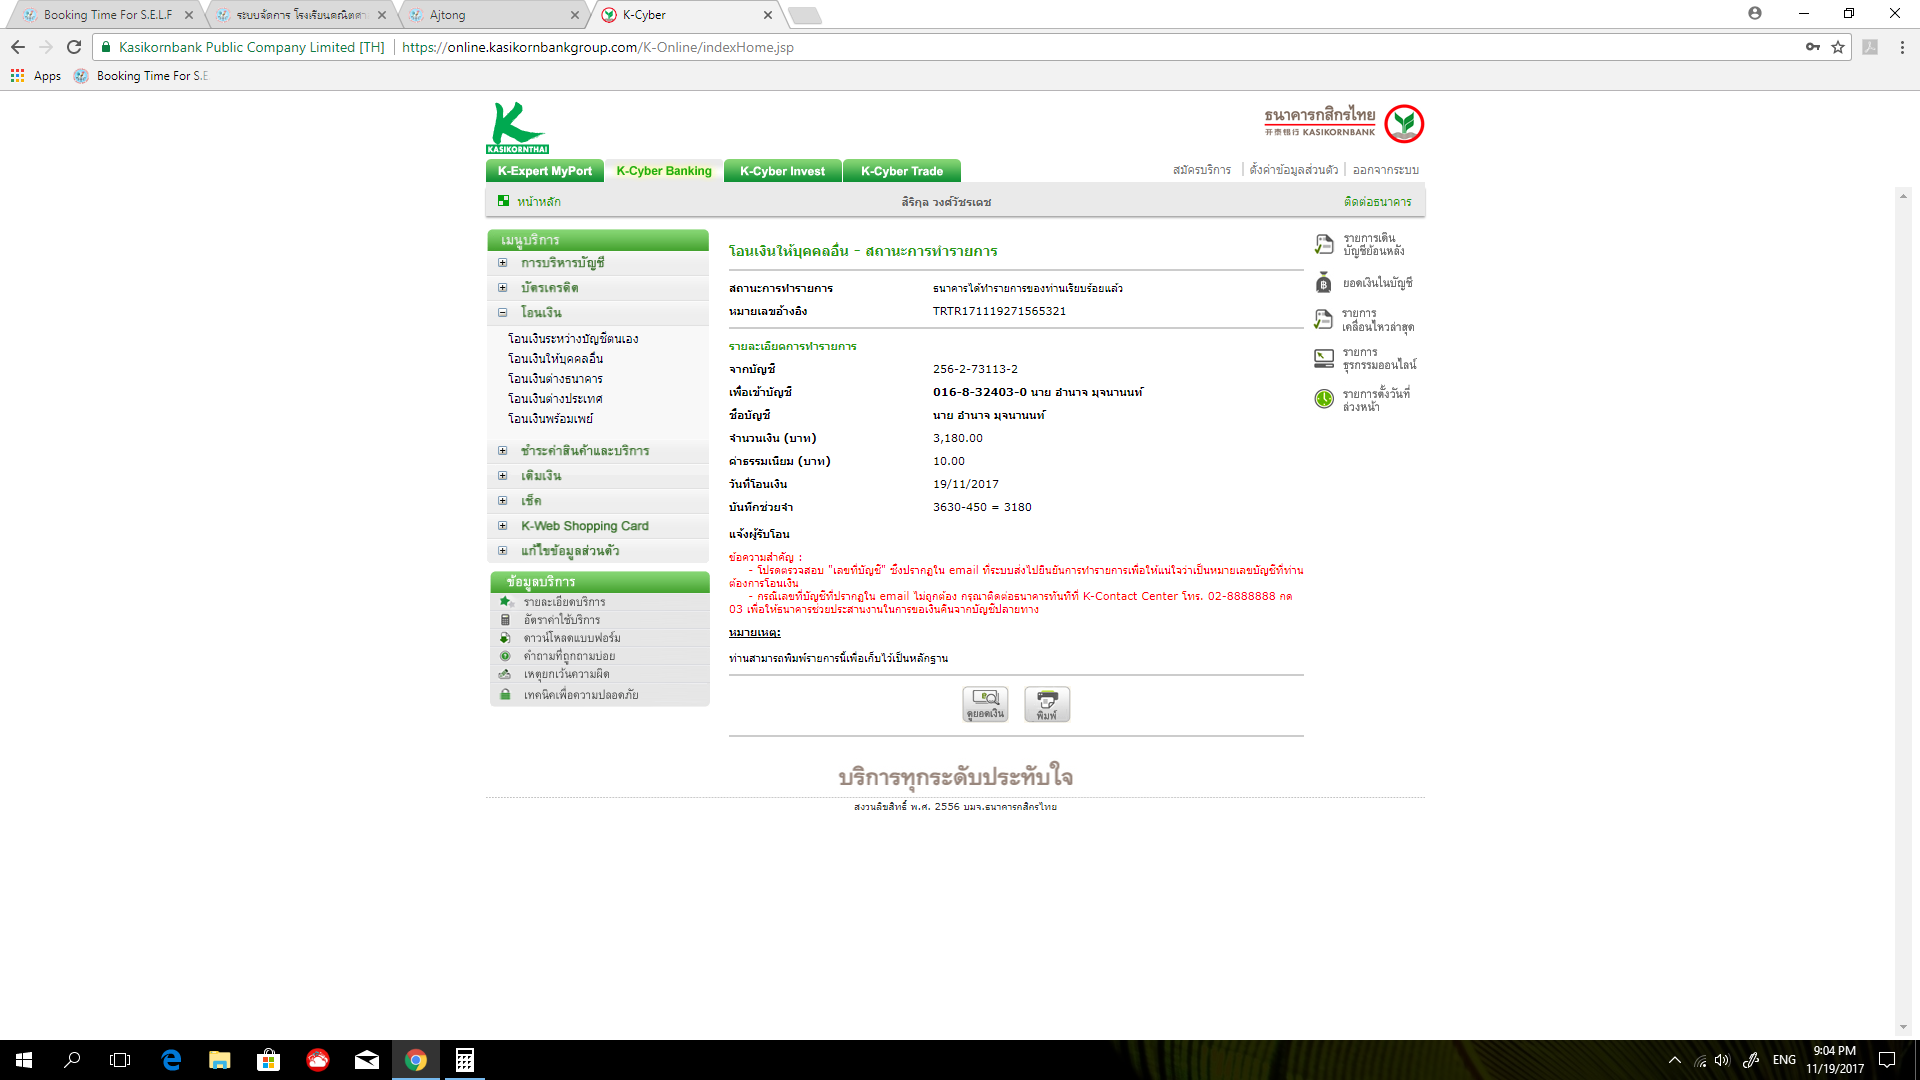 Booking Time For S.E.L.F
ระบบจัดการ โรงเรียนคณิตศา
Ajtong
K-Cyber
Kasikornbank Public Company Limited [TH]
https://online.kasikornbankgroup.com/K-Online/indexHome.jsp
Apps
Booking Time For S.E
KASIKORNTHAI
ธนาคารกสิกรไทย
开泰银行 KASIKORNBANK
K-Expert MyPort
K-Cyber Banking
K-Cyber Invest
K-Cyber Trade
สมัครบริการ
ตั้งค่าข้อมูลส่วนตัว
ออกจากระบบ
หน้าหลัก
สิริกุล วงศ์วัชรเดช
ติดต่อธนาคาร
เมนูบริการ
การบริหารบัญชี
บัตรเครดิต
โอนเงิน
โอนเงินระหว่างบัญชีตนเอง
โอนเงินให้บุคคลอื่น
โอนเงินต่างธนาคาร
โอนเงินต่างประเทศ
โอนเงินพร้อมเพย์
ชำระค่าสินค้าและบริการ
เติมเงิน
เช็ค
K-Web Shopping Card
แก้ไขข้อมูลส่วนตัว
ข้อมูลบริการ
รายละเอียดบริการ
อัตราค่าใช้บริการ
ดาวน์โหลดแบบฟอร์ม
คำถามที่ถูกถามบ่อย
เหตุยกเว้นความผิด
เทคนิคเพื่อความปลอดภัย
โอนเงินให้บุคคลอื่น - สถานะการทำรายการ
สถานะการทำรายการ ธนาคารได้ทำรายการของท่านเรียบร้อยแล้ว
หมายเลขอ้างอิง TRTR171119271565321
รายละเอียดการทำรายการ
จากบัญชี 256-2-73113-2
เพื่อเข้าบัญชี 016-8-32403-0 นาย อำนาจ มุจนานนท์
ชื่อบัญชี นาย อำนาจ มุจนานนท์
จำนวนเงิน (บาท) 3,180.00
ค่าธรรมเนียม (บาท) 10.00
วันที่โอนเงิน 19/11/2017
บันทึกช่วยจำ 3630-450 = 3180
แจ้งผู้รับโอน
ข้อความสำคัญ :
- โปรดตรวจสอบ "เลขที่บัญชี" ซึ่งปรากฏใน email ที่ระบบส่งไปยืนยันการทำรายการเพื่อให้แน่ใจว่าเป็นหมายเลขบัญชีที่ท่าน
ต้องการโอนเงิน
- กรณีเลขที่บัญชีที่ปรากฏใน email ไม่ถูกต้อง กรุณาติดต่อธนาคารทันทีที่ K-Contact Center โทร. 02-8888888 กด
03 เพื่อให้ธนาคารช่วยประสานงานในการขอเงินคืนจากบัญชีปลายทาง
หมายเหตุ:
ท่านสามารถพิมพ์รายการนี้เพื่อเก็บไว้เป็นหลักฐาน
ดูยอดเงิน
พิมพ์
รายการเดิน
บัญชีย้อนหลัง
ยอดเงินในบัญชี
รายการ
เคลื่อนไหวล่าสุด
รายการ
ธุรกรรมออนไลน์
รายการตั้งวันที่
ล่วงหน้า
บริการทุกระดับประทับใจ
สงวนลิขสิทธิ์ พ.ศ. 2556 บมจ.ธนาคารกสิกรไทย
ENG
9:04 PM
11/19/2017